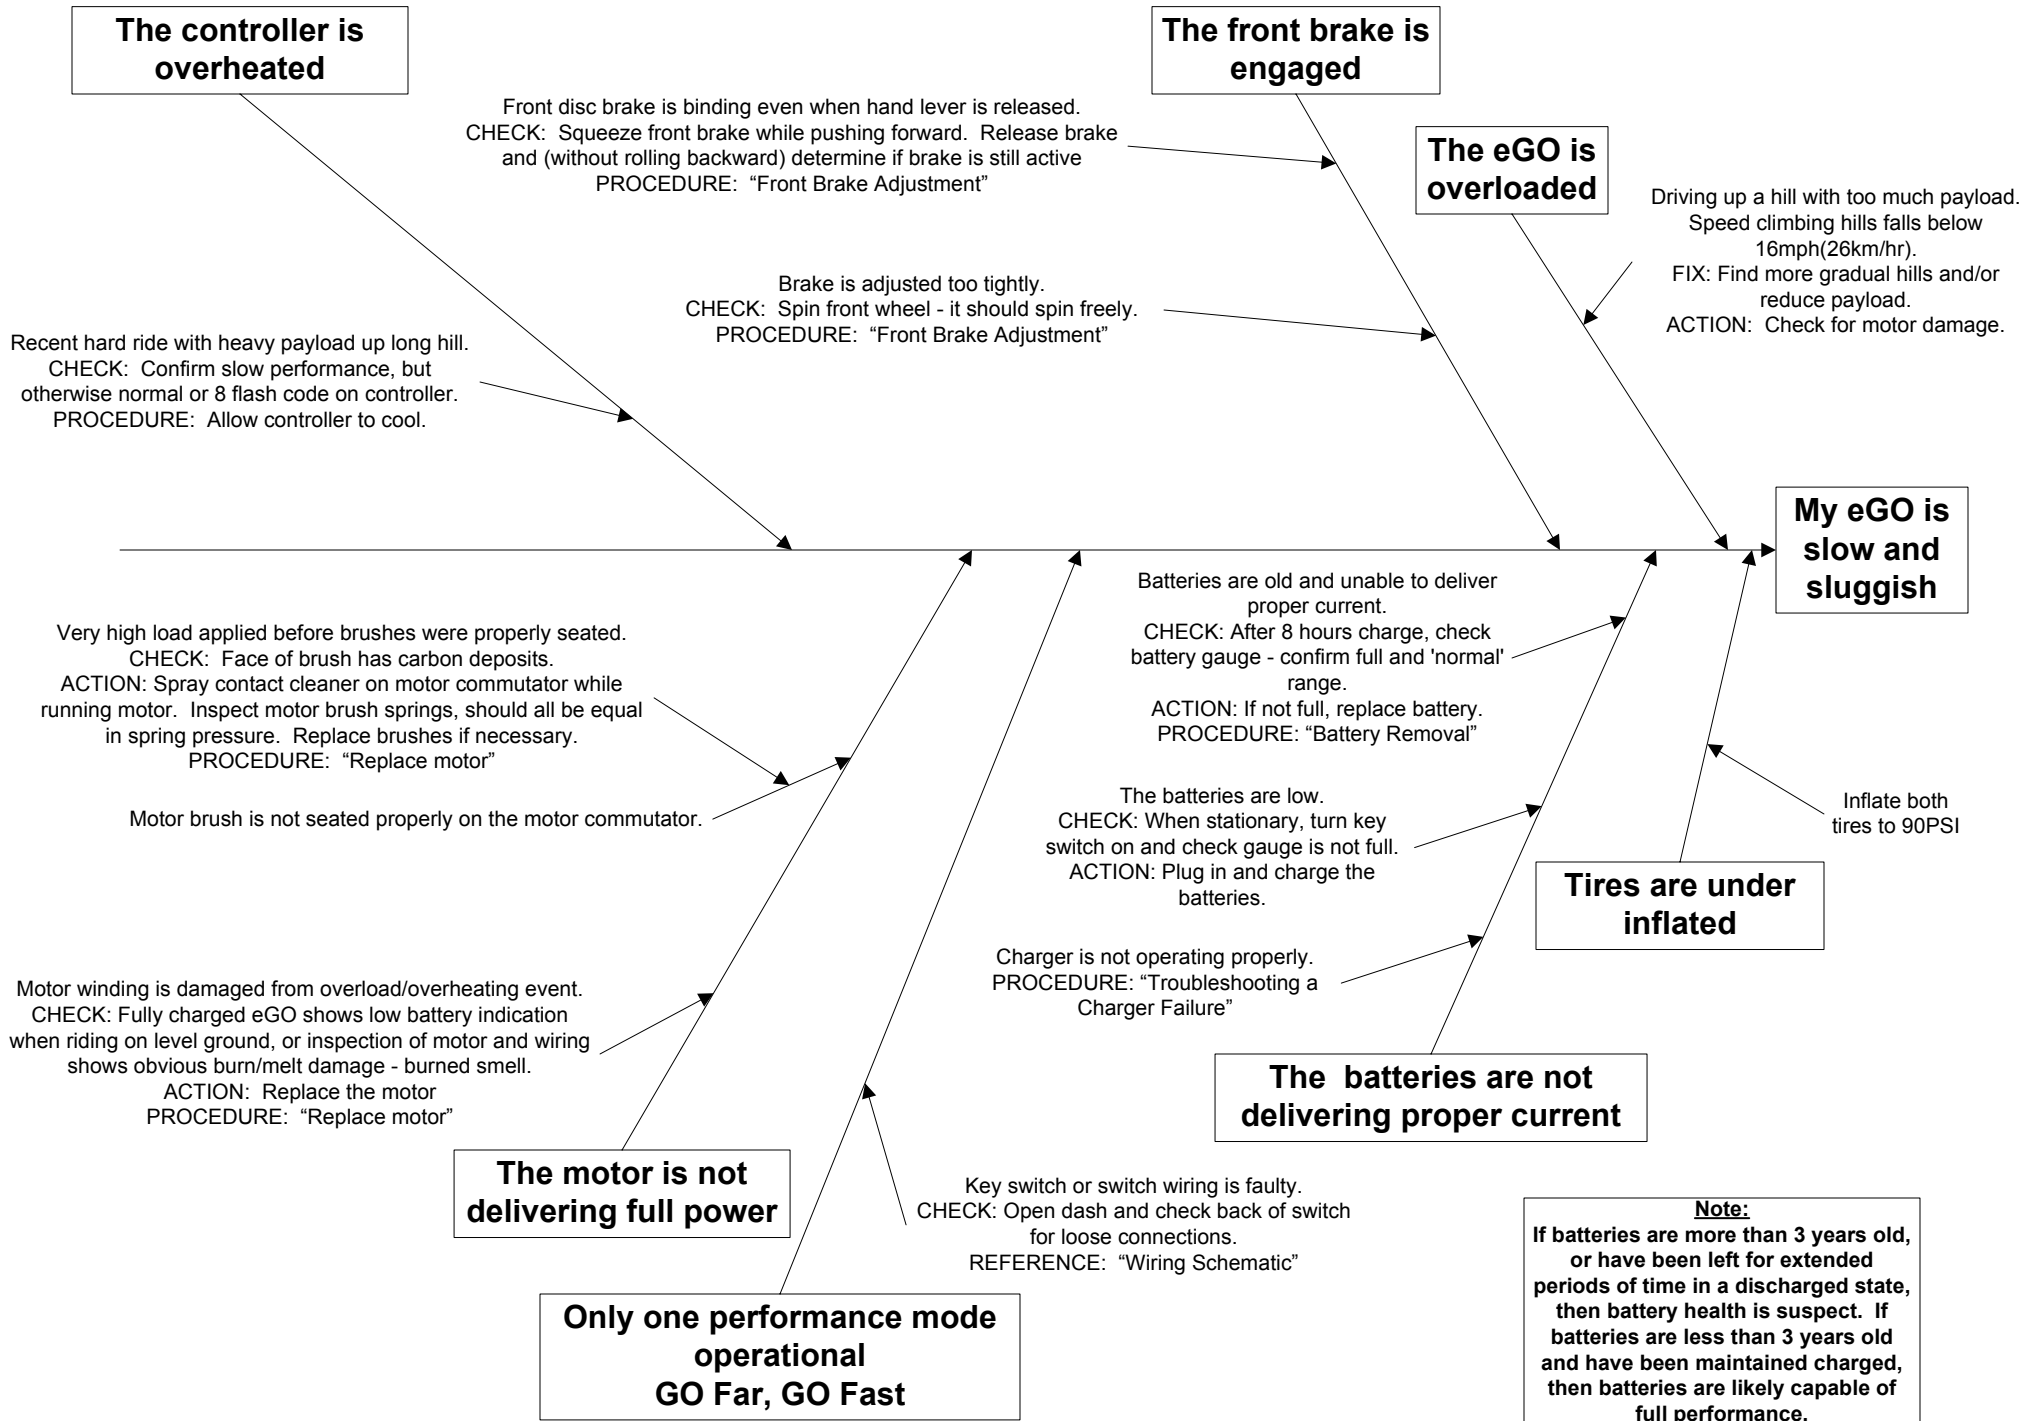 The controller is
overheated
The front brake is
engaged
Front disc brake is binding even when hand lever is released.
CHECK:  Squeeze front brake while pushing forward.  Release brake
and (without rolling backward) determine if brake is still active
PROCEDURE:  “Front Brake Adjustment”
The eGO is
overloaded
Driving up a hill with too much payload.
Speed climbing hills falls below
16mph(26km/hr).
FIX: Find more gradual hills and/or
reduce payload.
ACTION:  Check for motor damage.
Brake is adjusted too tightly.
CHECK:  Spin front wheel - it should spin freely.
PROCEDURE:  “Front Brake Adjustment”
Recent hard ride with heavy payload up long hill.
CHECK:  Confirm slow performance, but
otherwise normal or 8 flash code on controller.
PROCEDURE:  Allow controller to cool.
My eGO is
slow and
sluggish
Very high load applied before brushes were properly seated.
CHECK:  Face of brush has carbon deposits.
ACTION: Spray contact cleaner on motor commutator while
running motor.  Inspect motor brush springs, should all be equal
in spring pressure.  Replace brushes if necessary.
PROCEDURE:  “Replace motor”
Motor brush is not seated properly on the motor commutator.
Batteries are old and unable to deliver
proper current.
CHECK: After 8 hours charge, check
battery gauge - confirm full and 'normal'
range.
ACTION: If not full, replace battery.
PROCEDURE: “Battery Removal”
The batteries are low.
CHECK: When stationary, turn key
switch on and check gauge is not full.
ACTION: Plug in and charge the
batteries.
Inflate both
tires to 90PSI
Tires are under
inflated
Charger is not operating properly.
PROCEDURE: “Troubleshooting a
Charger Failure”
Motor winding is damaged from overload/overheating event.
CHECK: Fully charged eGO shows low battery indication
when riding on level ground, or inspection of motor and wiring
shows obvious burn/melt damage - burned smell.
ACTION:  Replace the motor
PROCEDURE:  “Replace motor”
The  batteries are not
delivering proper current
The motor is not
delivering full power
Key switch or switch wiring is faulty.
CHECK: Open dash and check back of switch
for loose connections.
REFERENCE:  “Wiring Schematic”
Only one performance mode
operational
GO Far, GO Fast
Note:
If batteries are more than 3 years old,
or have been left for extended
periods of time in a discharged state,
then battery health is suspect.  If
batteries are less than 3 years old
and have been maintained charged,
then batteries are likely capable of
full performance.